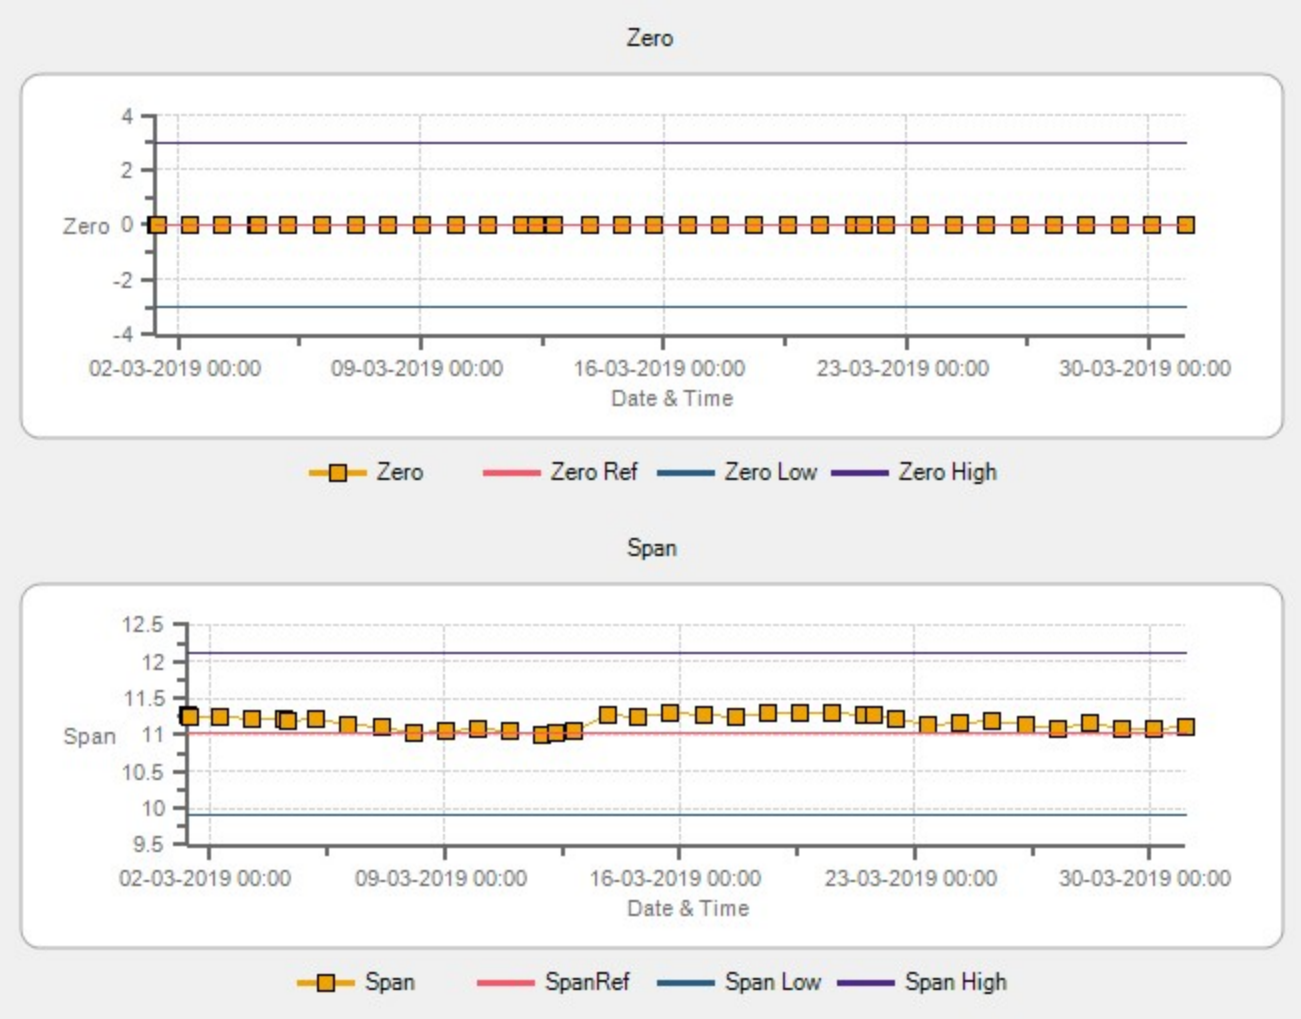 Zero
4
2
Zero 0
-2
-4
02-03-2019 00:00 09-03-2019 00:00 16-03-2019 00:00 23-03-2019 00:00 30-03-2019 00:00
Date & Time
Zero Zero Ref Zero Low Zero High
Span
12.5
12
11.5
Span 11
10.5
10
9.5
02-03-2019 00:00 09-03-2019 00:00 16-03-2019 00:00 23-03-2019 00:00 30-03-2019 00:00
Date & Time
Span SpanRef Span Low Span High